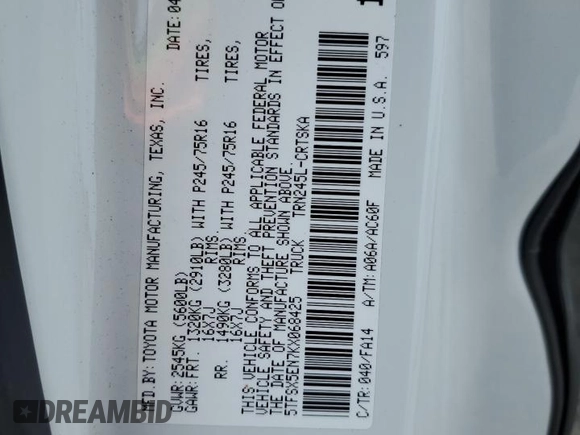 MFD.BY: TOYOTA MOTOR MANUFACTURING, TEXAS, INC. DATE: 04
GVWR: 2545KG (5600LB)
GAWR: FRT. 1320KG (2910LB) WITH P245/75R16 TIRES,
16X7J RIMS.
RR. 1490KG (3280LB) WITH P245/75R16 TIRES,
16X7J RIMS.
THIS VEHICLE CONFORMS TO ALL APPLICABLE FEDERAL MOTOR
VEHICLE SAFETY AND THEFT PREVENTION STANDARDS IN EFFECT ON
THE DATE OF MANUFACTURE SHOWN ABOVE.
5TFSX5EN7KX068425 TRUCK TRN245L-CRTSKA
C/TR: 040/FA14 A/TM: A06A/AC60F MADE IN U.S.A. 597
DREAMBID